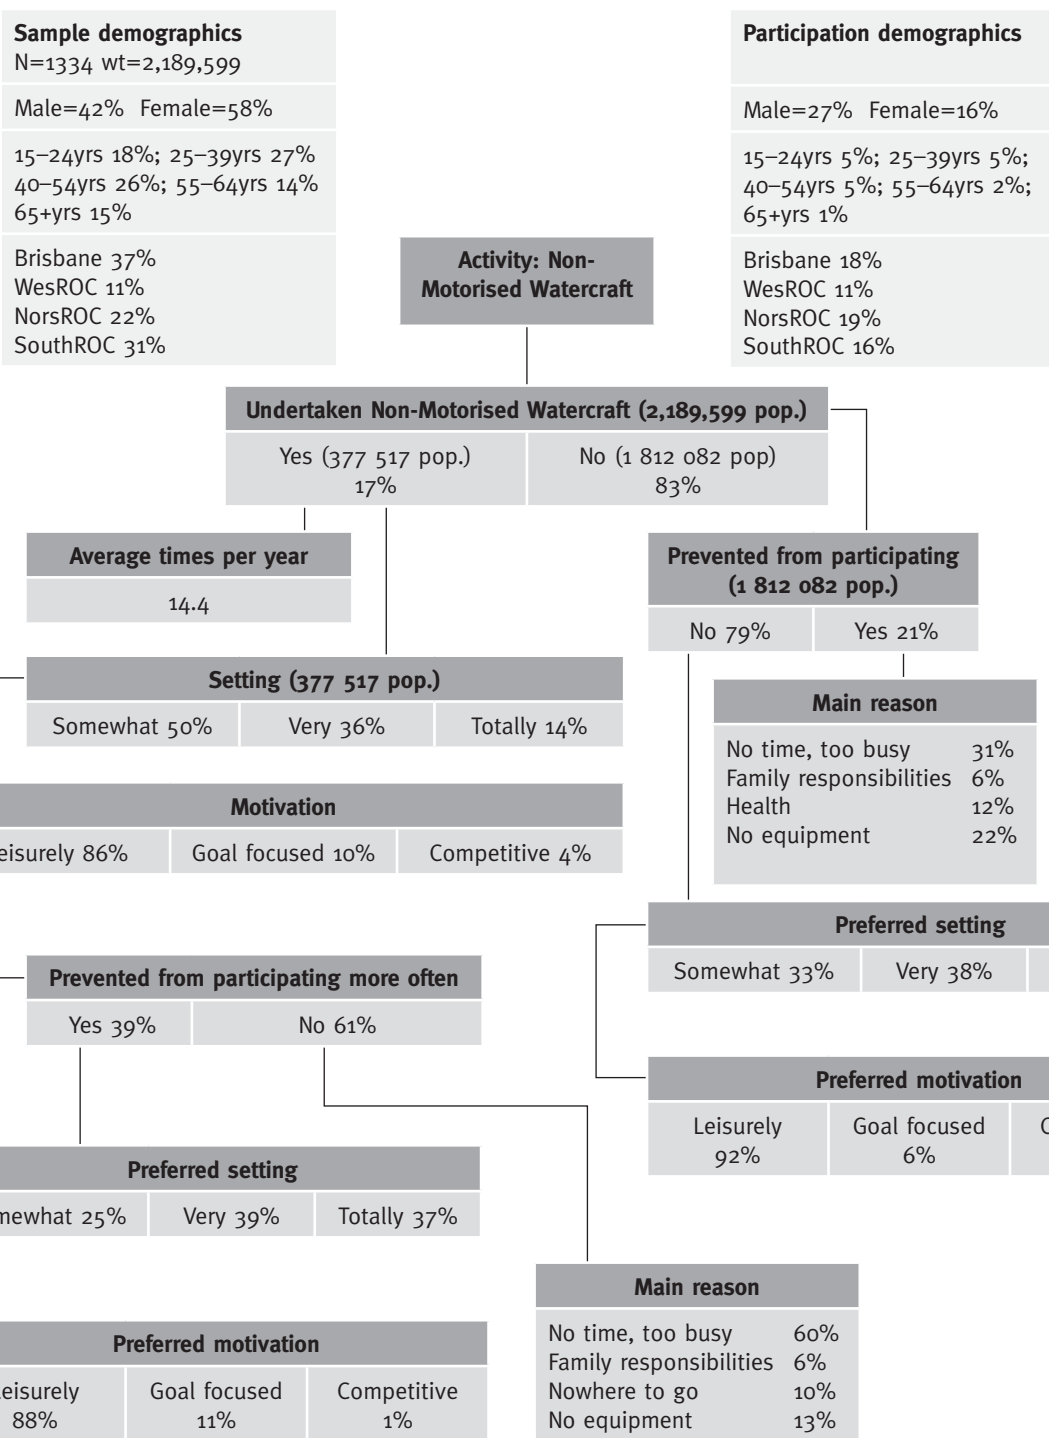 Sample demographics
N=1334 wt=2,189,599
Male=42% Female=58%
15–24yrs 18%; 25–39yrs 27%
40–54yrs 26%; 55–64yrs 14%
65+yrs 15%
Brisbane 37%
WesROC 11%
NorsROC 22%
SouthROC 31%
Participation demographics
Male=27% Female=16%
15–24yrs 5%; 25–39yrs 5%;
40–54yrs 5%; 55–64yrs 2%;
65+yrs 1%
Brisbane 18%
WesROC 11%
NorsROC 19%
SouthROC 16%
Activity: Non-
Motorised Watercraft
Undertaken Non-Motorised Watercraft (2,189,599 pop.)
Yes (377 517 pop.)
17%
No (1 812 082 pop)
83%
Average times per year
14.4
Prevented from participating
(1 812 082 pop.)
No 79%
Yes 21%
Setting (377 517 pop.)
Somewhat 50%
Very 36%
Totally 14%
Main reason
No time, too busy 31%
Family responsibilities 6%
Health 12%
No equipment 22%
Motivation
eisurely 86%
Goal focused 10%
Competitive 4%
Preferred setting
Somewhat 33%
Very 38%
Prevented from participating more often
Yes 39%
No 61%
Preferred motivation
Leisurely
92%
Goal focused
6%
Preferred setting
mewhat 25%
Very 39%
Totally 37%
Main reason
No time, too busy 60%
Family responsibilities 6%
Nowhere to go 10%
No equipment 13%
Preferred motivation
eisurely
88%
Goal focused
11%
Competitive
1%